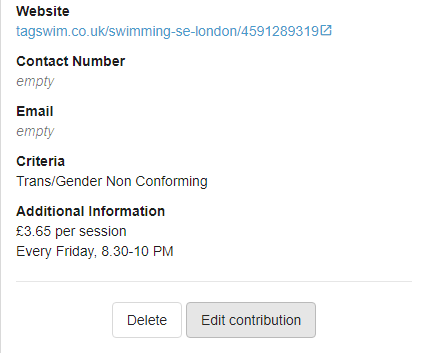 Website
tagswim.co.uk/swimming-se-london/4591289319
Contact Number
empty
Email
empty
Criteria
Trans/Gender Non Conforming
Additional Information
£3.65 per session
Every Friday, 8.30-10 PM
Delete
Edit contribution